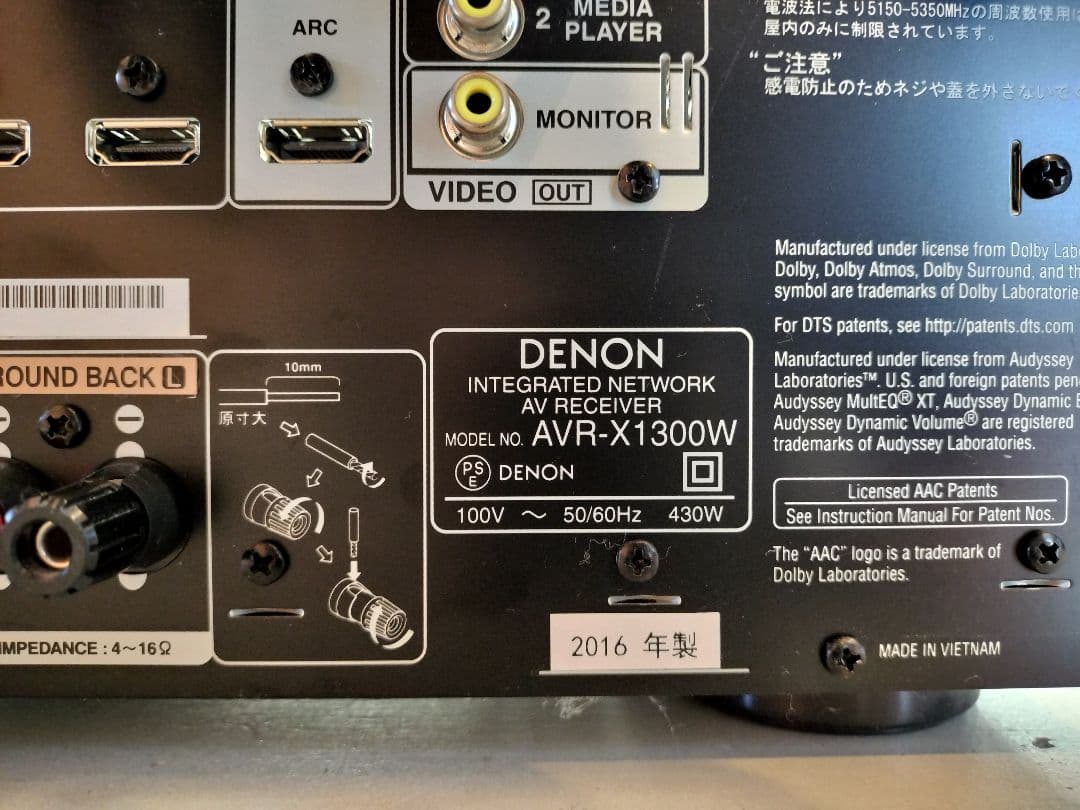 ARC
2 MEDIA
PLAYER
MONITOR
VIDEO OUT
電波法により5150-5350MHzの周波数使用は
屋内のみに制限されています。
“ご注意”
感電防止のためネジや蓋を外さないでく
Manufactured under license from Dolby Lab
Dolby, Dolby Atmos, Dolby Surround, and th
symbol are trademarks of Dolby Laboratorie
For DTS patents, see http://patents.dts.com
Manufactured under license from Audyssey
Laboratories™. U.S. and foreign patents pen
Audyssey MultEQ® XT, Audyssey Dynamic E
Audyssey Dynamic Volume® are registered
trademarks of Audyssey Laboratories.
Licensed AAC Patents
See Instruction Manual For Patent Nos.
The “AAC” logo is a trademark of
Dolby Laboratories.
MADE IN VIETNAM
ROUND BACK L
IMPEDANCE : 4～16Ω
10mm
原寸大
DENON
INTEGRATED NETWORK
AV RECEIVER
MODEL NO. AVR-X1300W
PSE DENON
100V ～ 50/60Hz 430W
2016 年製